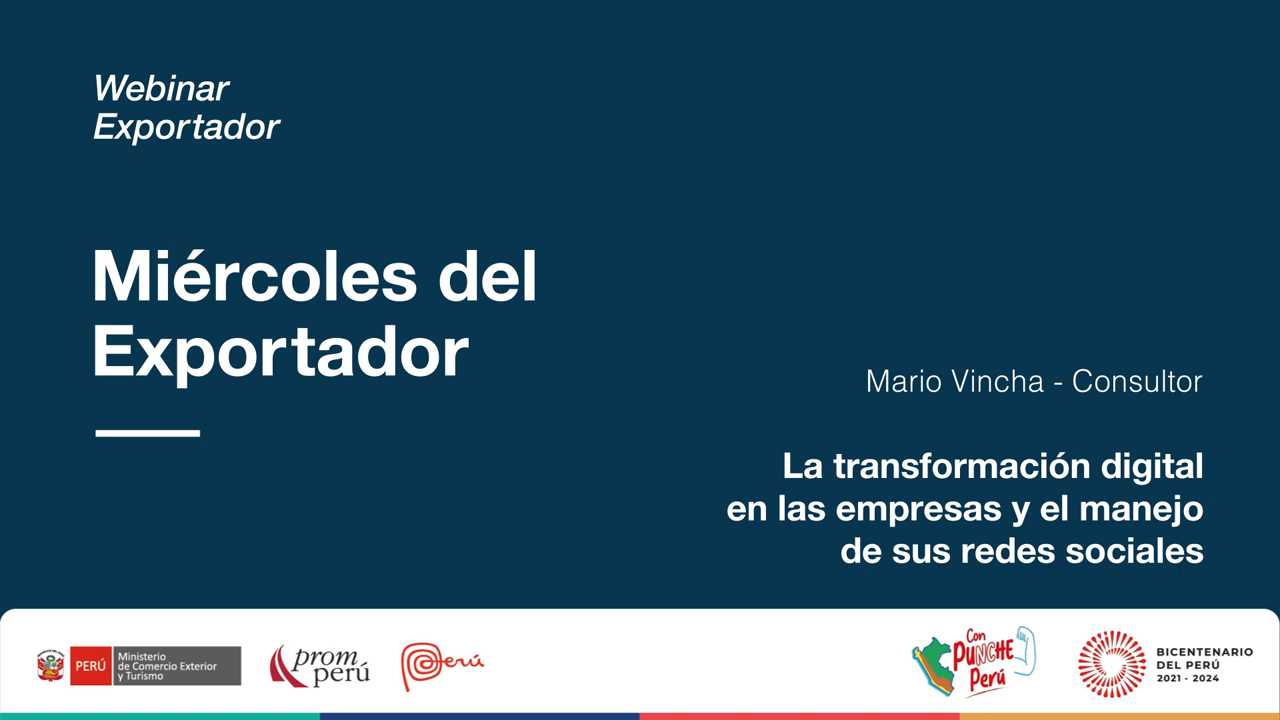 Webinar
Exportador
Miércoles del
Exportador
Mario Vincha - Consultor
La transformación digital
en las empresas y el manejo
de sus redes sociales
PERÚ
Ministerio
de Comercio Exterior
y Turismo
prom
perú
Perú
Con
PUNCHE
Perú
BICENTENARIO
DEL PERÚ
2021 - 2024